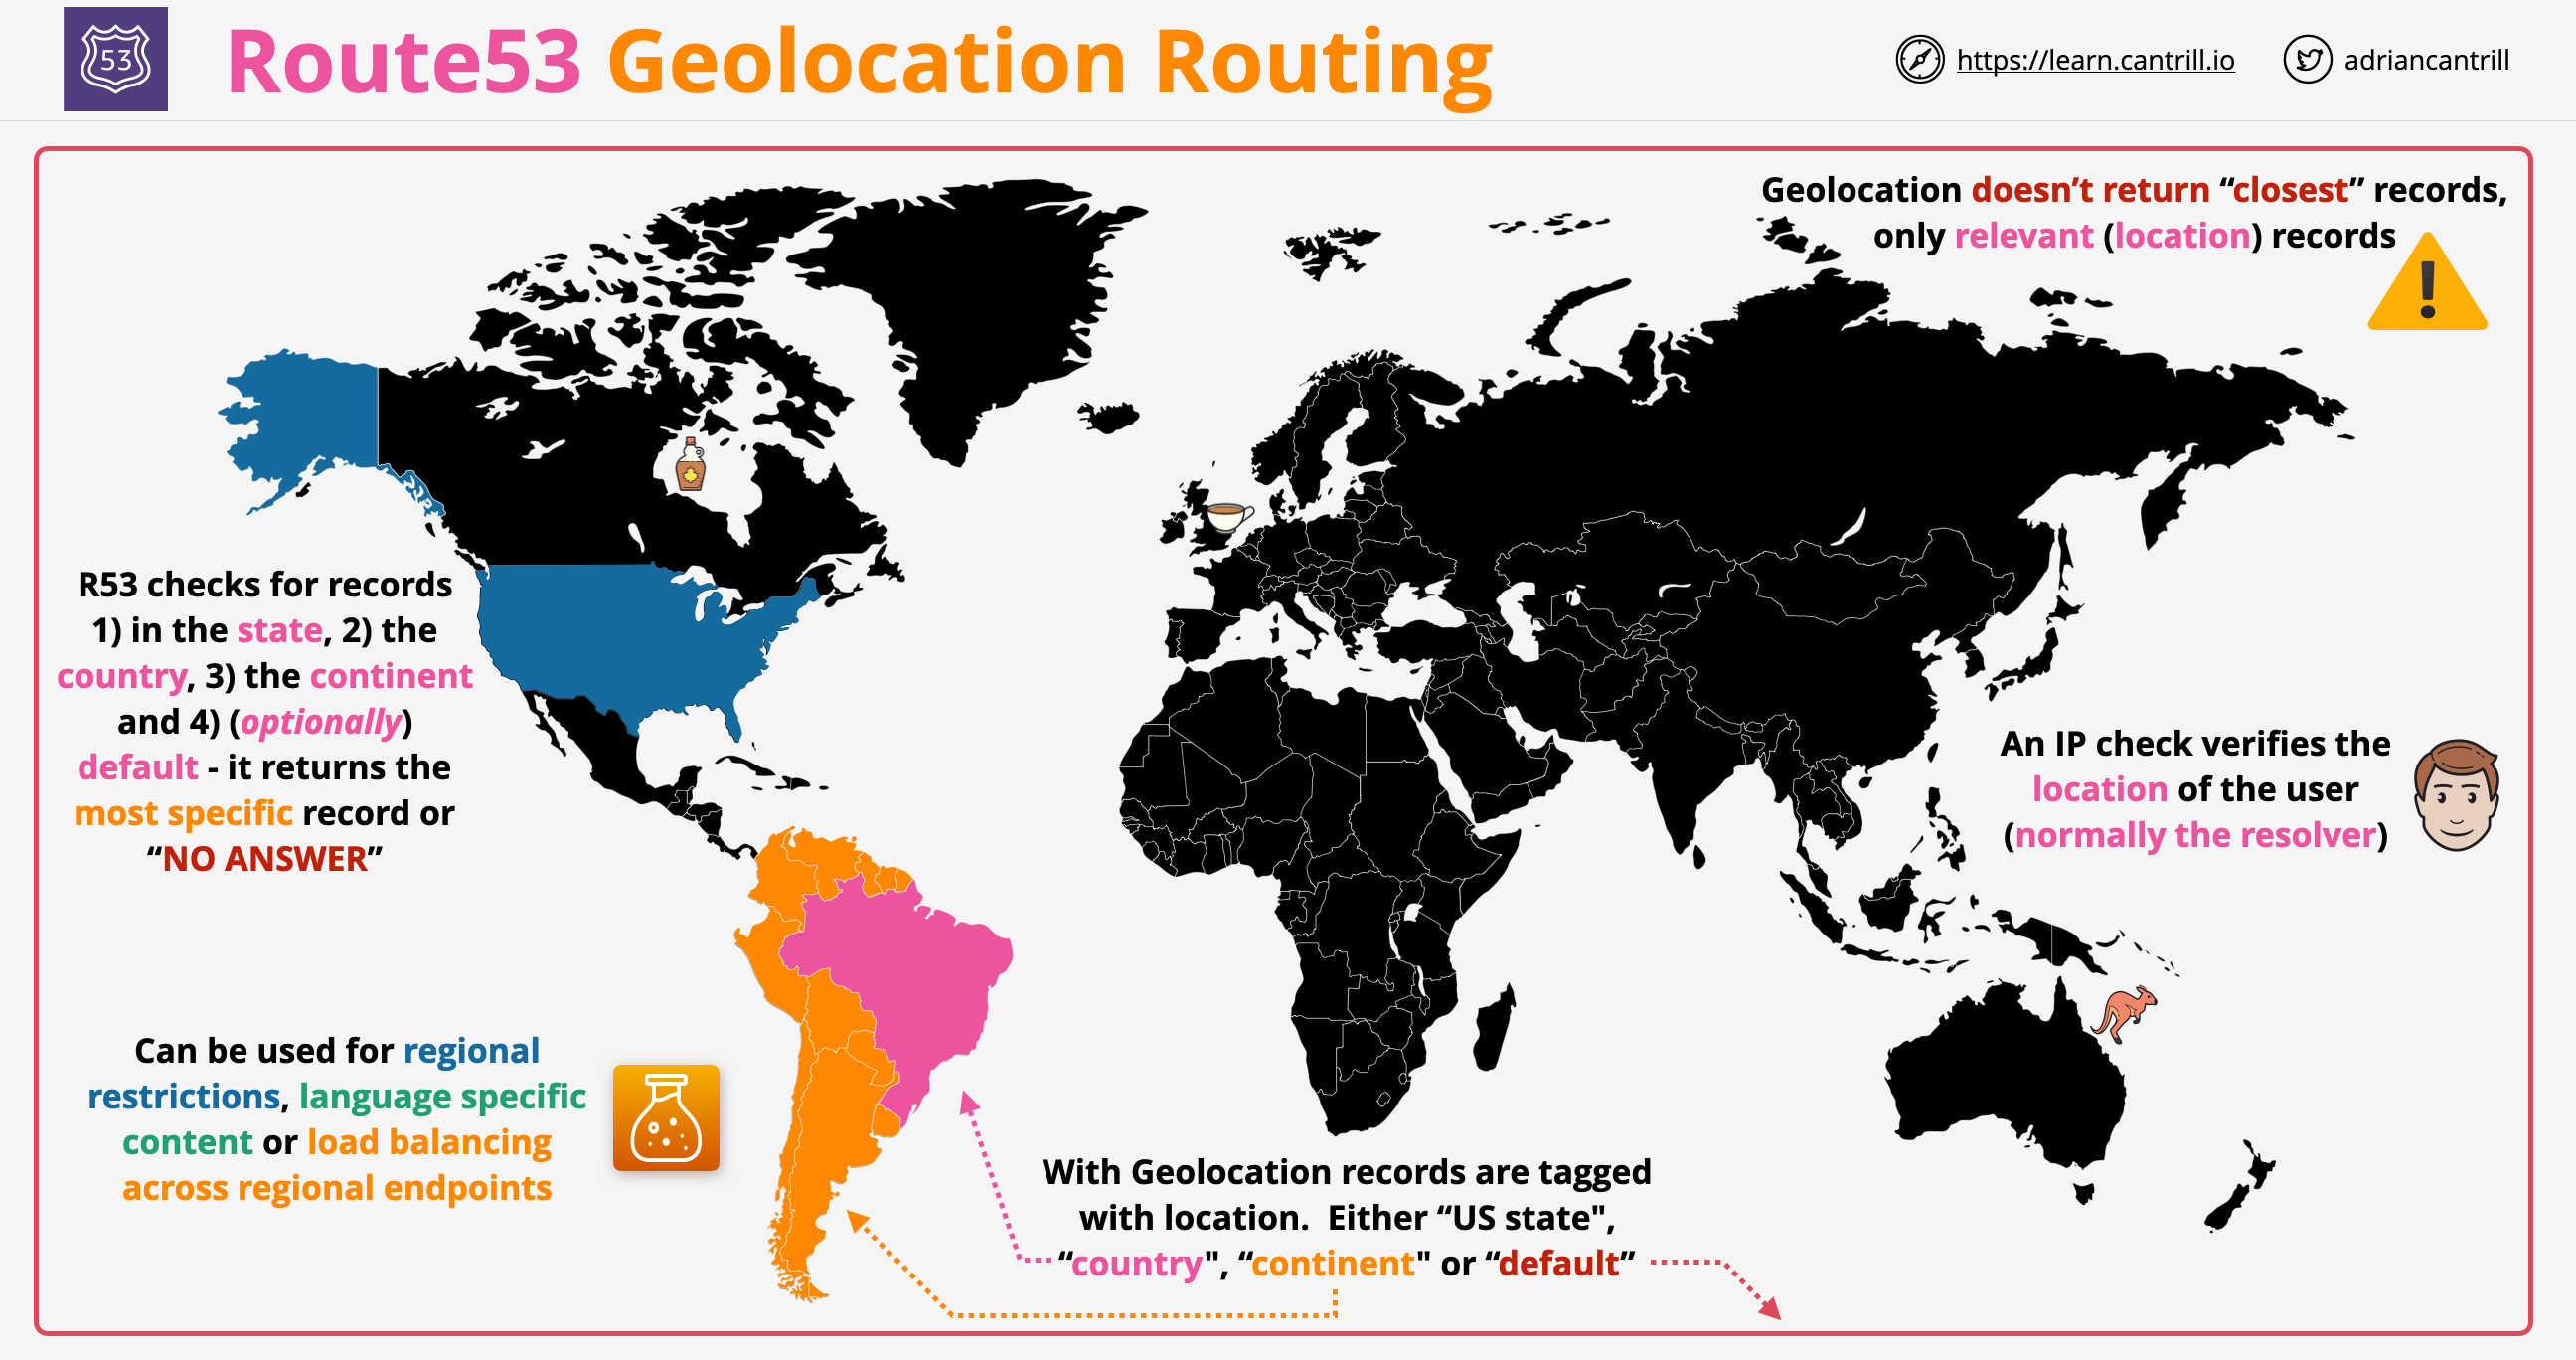 53
Route53 Geolocation Routing
https://learn.cantrill.io
adriancantrill
Geolocation doesn’t return “closest” records,
only relevant (location) records
R53 checks for records
1) in the state, 2) the
country, 3) the continent
and 4) (optionally)
default - it returns the
most specific record or
“NO ANSWER”
An IP check verifies the
location of the user
(normally the resolver)
Can be used for regional
restrictions, language specific
content or load balancing
across regional endpoints
With Geolocation records are tagged
with location.  Either “US state",
“country", “continent" or “default”